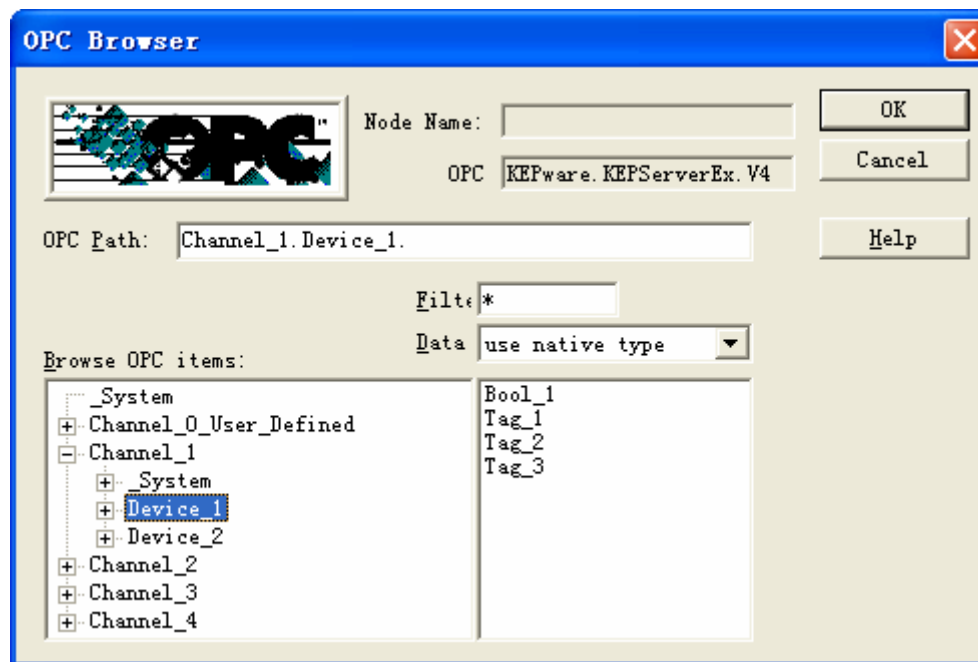 OPC Browser
OPC™
Node Name:
OK
OPC
KEPware.KEPServerEx.V4
Cancel
OPC Path:
Channel_1.Device_1.
Help
Filte
*
Data
use native type
Browse OPC items:
_System
Channel_0_User_Defined
Channel_1
_System
Device_1
Device_2
Channel_2
Channel_3
Channel_4
Bool_1
Tag_1
Tag_2
Tag_3